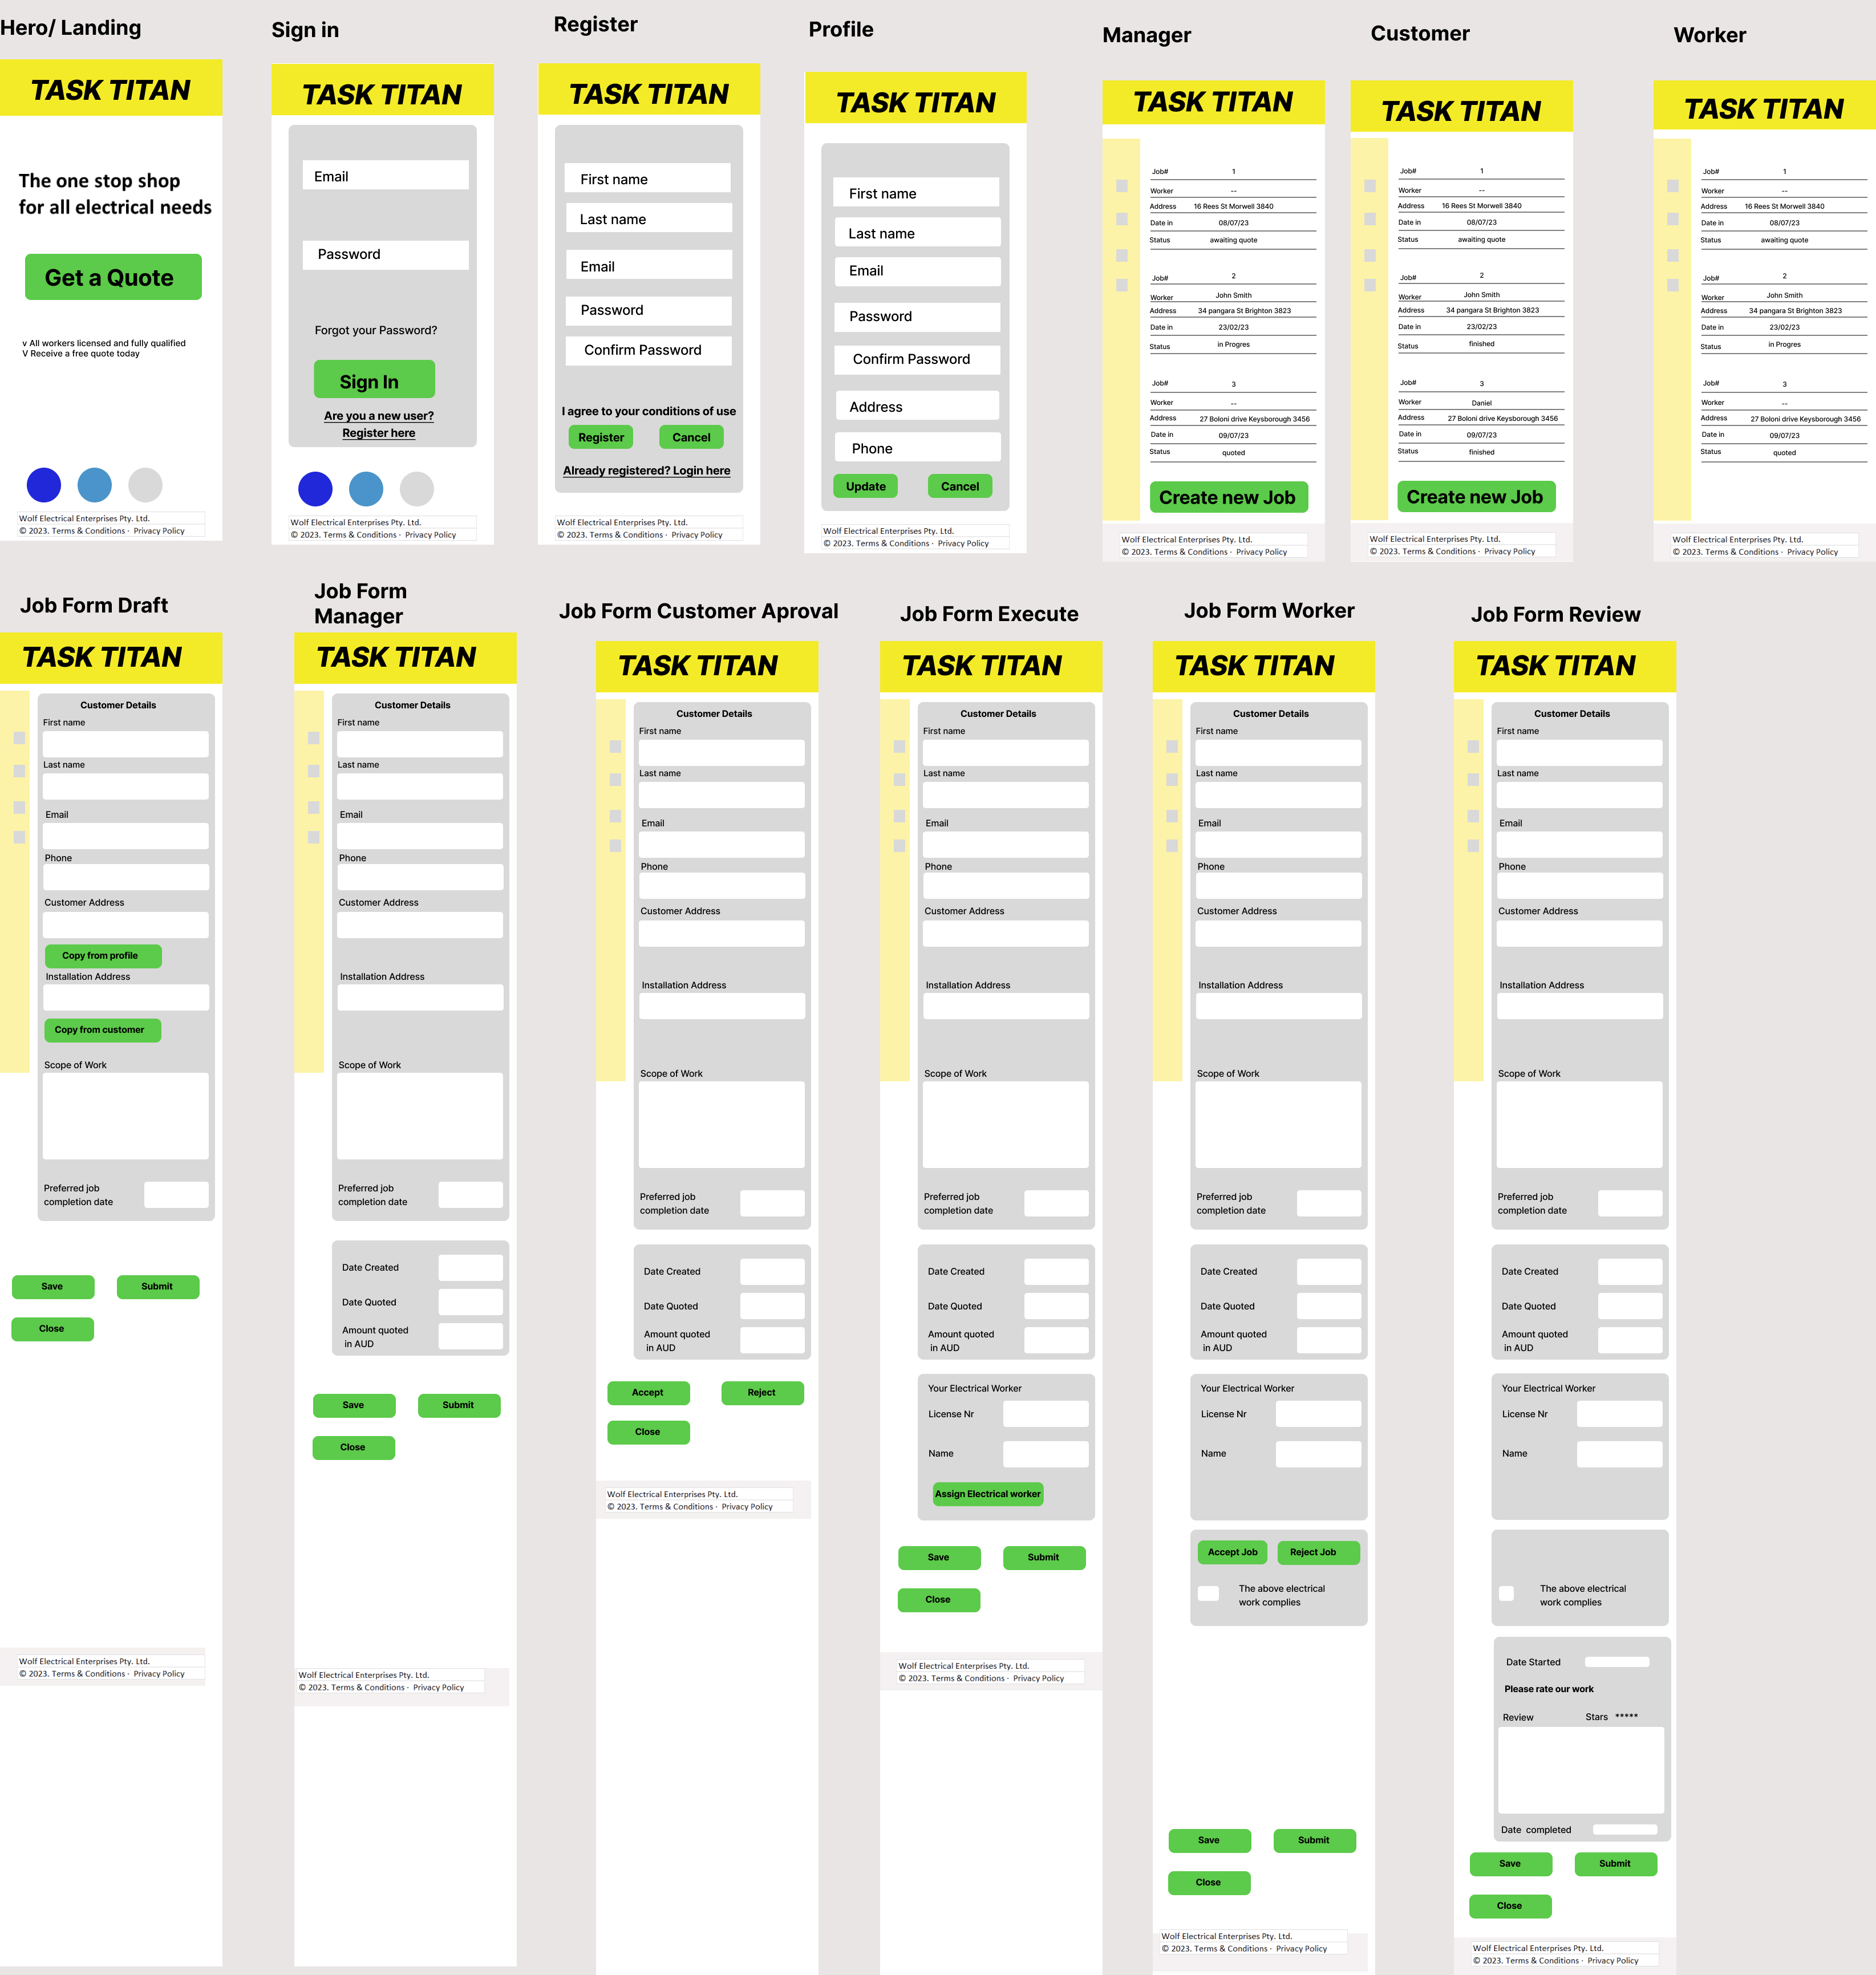 Hero/ Landing
TASK TITAN
The one stop shop
for all electrical needs
Get a Quote
v All workers licensed and fully qualified
V Receive a free quote today
Wolf Electrical Enterprises Pty. Ltd.
© 2023. Terms & Conditions · Privacy Policy
Sign in
TASK TITAN
Email
Password
Forgot your Password?
Sign In
Are you a new user?
Register here
Wolf Electrical Enterprises Pty. Ltd.
© 2023. Terms & Conditions · Privacy Policy
Register
TASK TITAN
First name
Last name
Email
Password
Confirm Password
I agree to your conditions of use
Register Cancel
Already registered? Login here
Wolf Electrical Enterprises Pty. Ltd.
© 2023. Terms & Conditions · Privacy Policy
Profile
TASK TITAN
First name
Last name
Email
Password
Confirm Password
Address
Phone
Update Cancel
Wolf Electrical Enterprises Pty. Ltd.
© 2023. Terms & Conditions · Privacy Policy
Manager
TASK TITAN
Job# 1
Worker --
Address 16 Rees St Morwell 3840
Date in 08/07/23
Status awaiting quote
Job# 2
Worker John Smith
Address 34 pangara St Brighton 3823
Date in 23/02/23
Status in Progres
Job# 3
Worker --
Address 27 Boloni drive Keysborough 3456
Date in 09/07/23
Status quoted
Create new Job
Wolf Electrical Enterprises Pty. Ltd.
© 2023. Terms & Conditions · Privacy Policy
Customer
TASK TITAN
Job# 1
Worker --
Address 16 Rees St Morwell 3840
Date in 08/07/23
Status awaiting quote
Job# 2
Worker John Smith
Address 34 pangara St Brighton 3823
Date in 23/02/23
Status finished
Job# 3
Worker Daniel
Address 27 Boloni drive Keysborough 3456
Date in 09/07/23
Status finished
Create new Job
Wolf Electrical Enterprises Pty. Ltd.
© 2023. Terms & Conditions · Privacy Policy
Worker
TASK TITAN
Job# 1
Worker --
Address 16 Rees St Morwell 3840
Date in 08/07/23
Status awaiting quote
Job# 2
Worker John Smith
Address 34 pangara St Brighton 3823
Date in 23/02/23
Status in Progres
Job# 3
Worker --
Address 27 Boloni drive Keysborough 3456
Date in 09/07/23
Status quoted
Wolf Electrical Enterprises Pty. Ltd.
© 2023. Terms & Conditions · Privacy Policy
Job Form Draft
TASK TITAN
Customer Details
First name
Last name
Email
Phone
Customer Address
Copy from profile
Installation Address
Copy from customer
Scope of Work
Preferred job
completion date
Save Submit
Close
Wolf Electrical Enterprises Pty. Ltd.
© 2023. Terms & Conditions · Privacy Policy
Job Form
Manager
TASK TITAN
Customer Details
First name
Last name
Email
Phone
Customer Address
Installation Address
Scope of Work
Preferred job
completion date
Date Created
Date Quoted
Amount quoted
in AUD
Save Submit
Close
Wolf Electrical Enterprises Pty. Ltd.
© 2023. Terms & Conditions · Privacy Policy
Job Form Customer Aproval
TASK TITAN
Customer Details
First name
Last name
Email
Phone
Customer Address
Installation Address
Scope of Work
Preferred job
completion date
Date Created
Date Quoted
Amount quoted
in AUD
Accept Reject
Close
Wolf Electrical Enterprises Pty. Ltd.
© 2023. Terms & Conditions · Privacy Policy
Job Form Execute
TASK TITAN
Customer Details
First name
Last name
Email
Phone
Customer Address
Installation Address
Scope of Work
Preferred job
completion date
Date Created
Date Quoted
Amount quoted
in AUD
Your Electrical Worker
License Nr
Name
Assign Electrical worker
Save Submit
Close
Wolf Electrical Enterprises Pty. Ltd.
© 2023. Terms & Conditions · Privacy Policy
Job Form Worker
TASK TITAN
Customer Details
First name
Last name
Email
Phone
Customer Address
Installation Address
Scope of Work
Preferred job
completion date
Date Created
Date Quoted
Amount quoted
in AUD
Your Electrical Worker
License Nr
Name
Accept Job Reject Job
The above electrical
work complies
Save Submit
Close
Wolf Electrical Enterprises Pty. Ltd.
© 2023. Terms & Conditions · Privacy Policy
Job Form Review
TASK TITAN
Customer Details
First name
Last name
Email
Phone
Customer Address
Installation Address
Scope of Work
Preferred job
completion date
Date Created
Date Quoted
Amount quoted
in AUD
Your Electrical Worker
License Nr
Name
The above electrical
work complies
Date Started
Please rate our work
Review Stars *****
Date completed
Save Submit
Close
Wolf Electrical Enterprises Pty. Ltd.
© 2023. Terms & Conditions · Privacy Policy